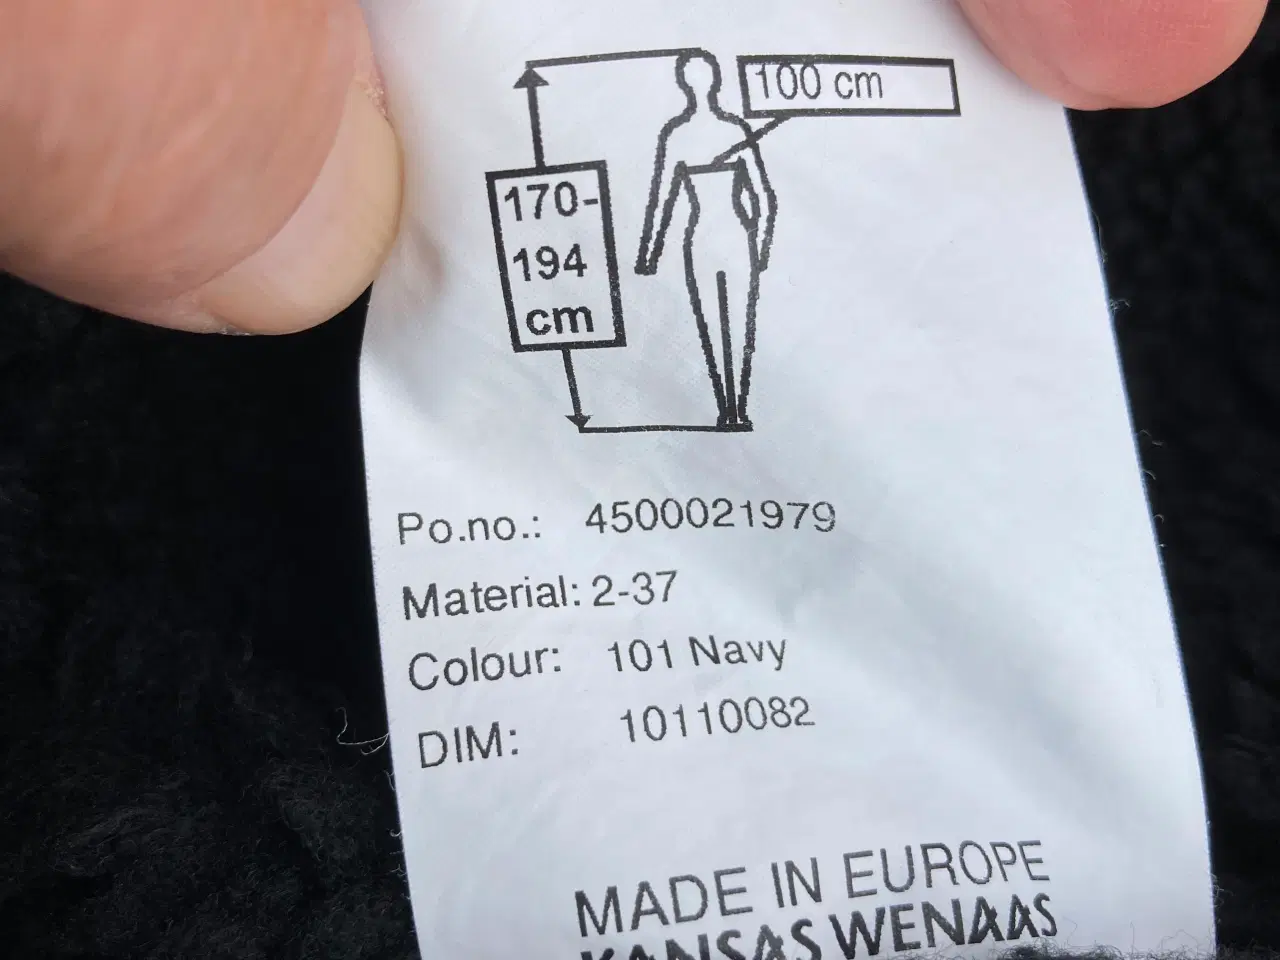 100 cm
170-
194
cm
Po.no.: 4500021979
Material: 2-37
Colour: 101 Navy
DIM: 10110082
MADE IN EUROPE
KANSAS WENAAS